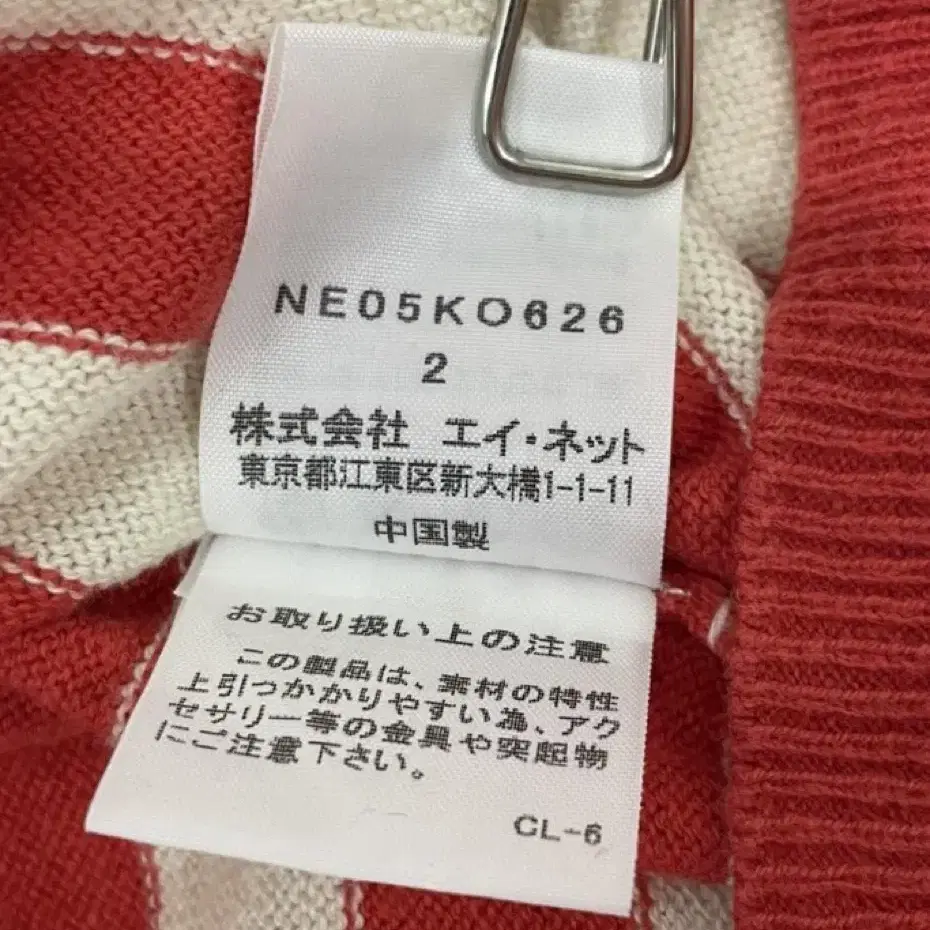 NE05KO626
2
株式会社 エイ・ネット
東京都江東区新大橋1-1-11
中国製
お取り扱い上の注意
この製品は、素材の特性
上引っかかりやすい為、アク
セサリー等の金具や突起物
にご注意下さい。
CL-6